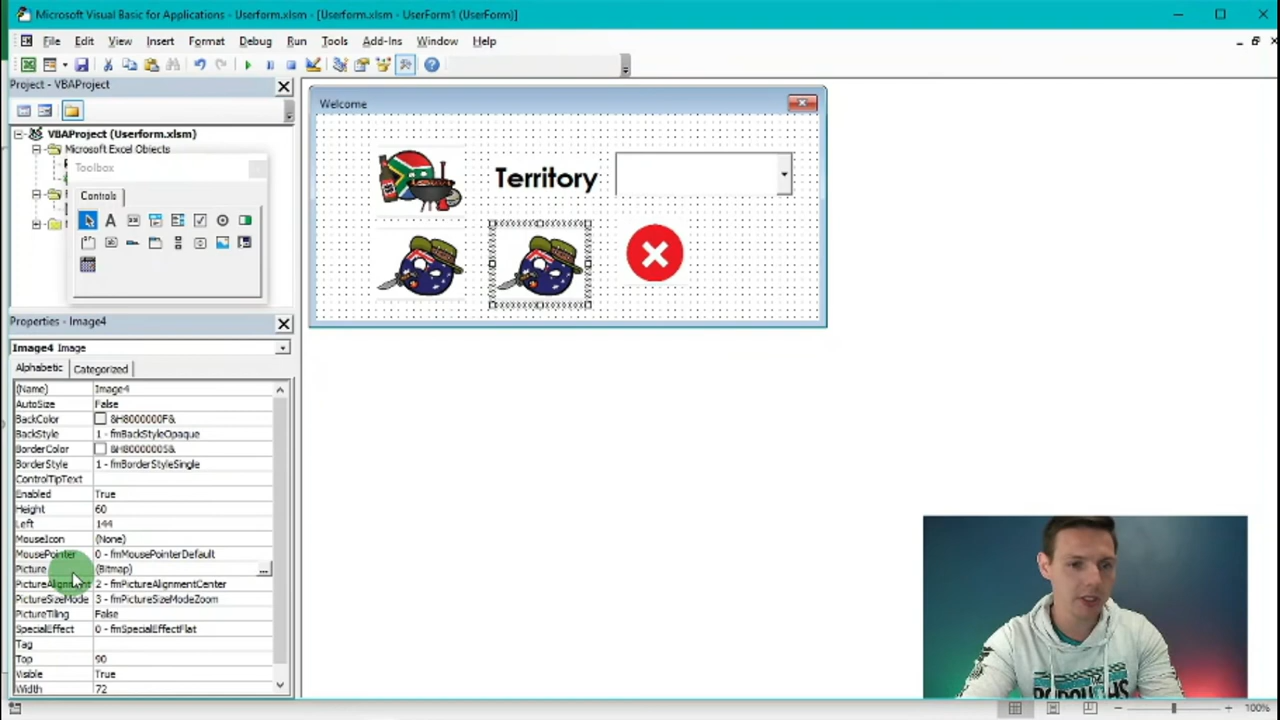 Microsoft Visual Basic for Applications - Userform.xlsm - [Userform.xlsm - UserForm1 (UserForm)]
File Edit View Insert Format Debug Run Tools Add-Ins Window Help
Project - VBAProject
VBAProject (Userform.xlsm)
Microsoft Excel Objects
Toolbox
Controls
Welcome
Territory
Properties - Image4
Image4 Image
Alphabetic Categorized
(Name) Image4
AutoSize False
BackColor &H8000000F&
BackStyle 1 - fmBackStyleOpaque
BorderColor &H80000005&
BorderStyle 1 - fmBorderStyleSingle
ControlTipText
Enabled True
Height 60
Left 144
MouseIcon (None)
MousePointer 0 - fmMousePointerDefault
Picture (Bitmap) ...
PictureAlignment 2 - fmPictureAlignmentCenter
PictureSizeMode 3 - fmPictureSizeModeZoom
PictureTiling False
SpecialEffect 0 - fmSpecialEffectFlat
Tag
Top 90
Visible True
Width 72
100%